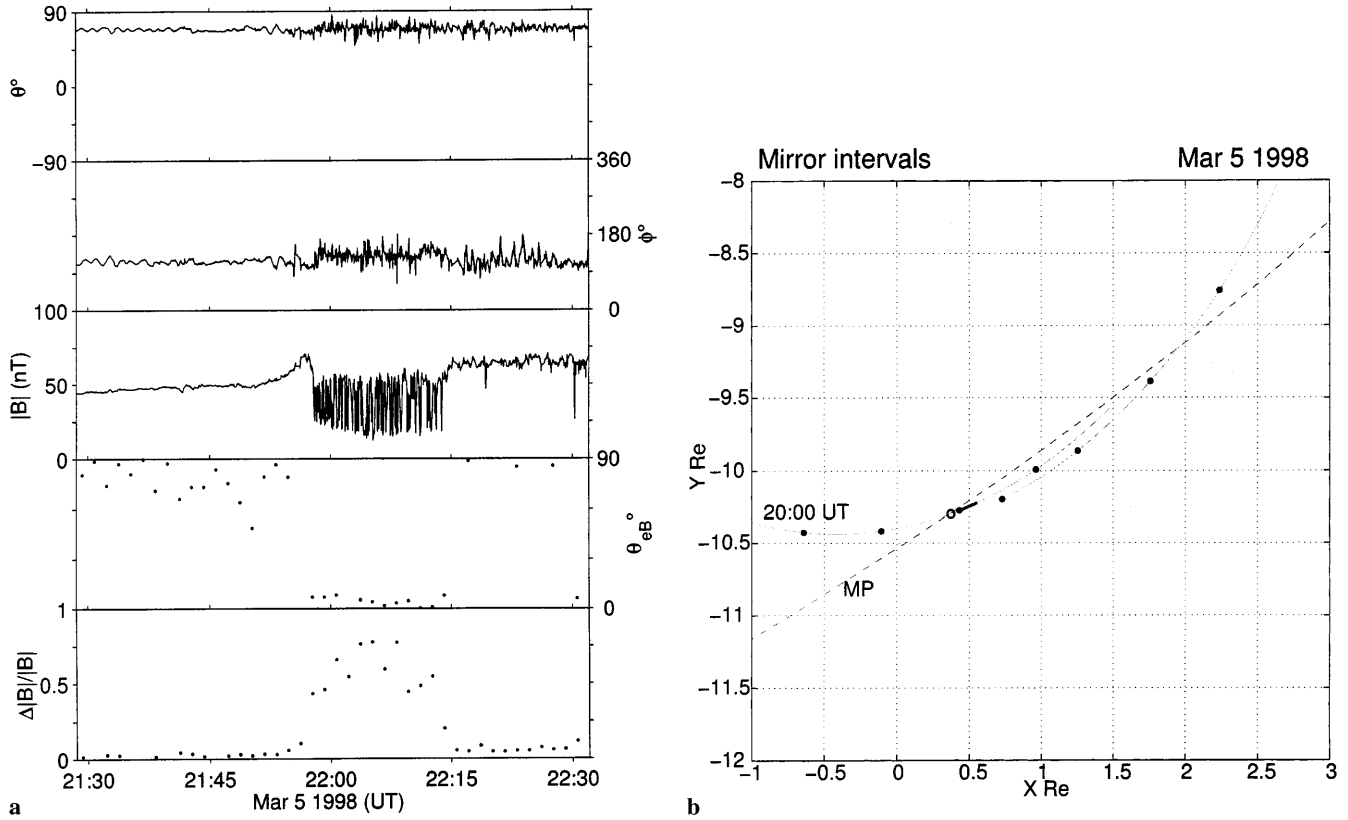 90
θ°
0
−90
360
180
φ°
0
100
|B| (nT)
50
0
90
θeB°
0
1
Δ|B|/|B|
0.5
0
21:30 21:45 22:00 22:15 22:30
Mar 5 1998 (UT)
a
Mirror intervals Mar 5 1998
−8
−8.5
−9
−9.5
−10
Y Re
20:00 UT
−10.5
MP
−11
−11.5
−12
−1 −0.5 0 0.5 1 1.5 2 2.5 3
X Re
b